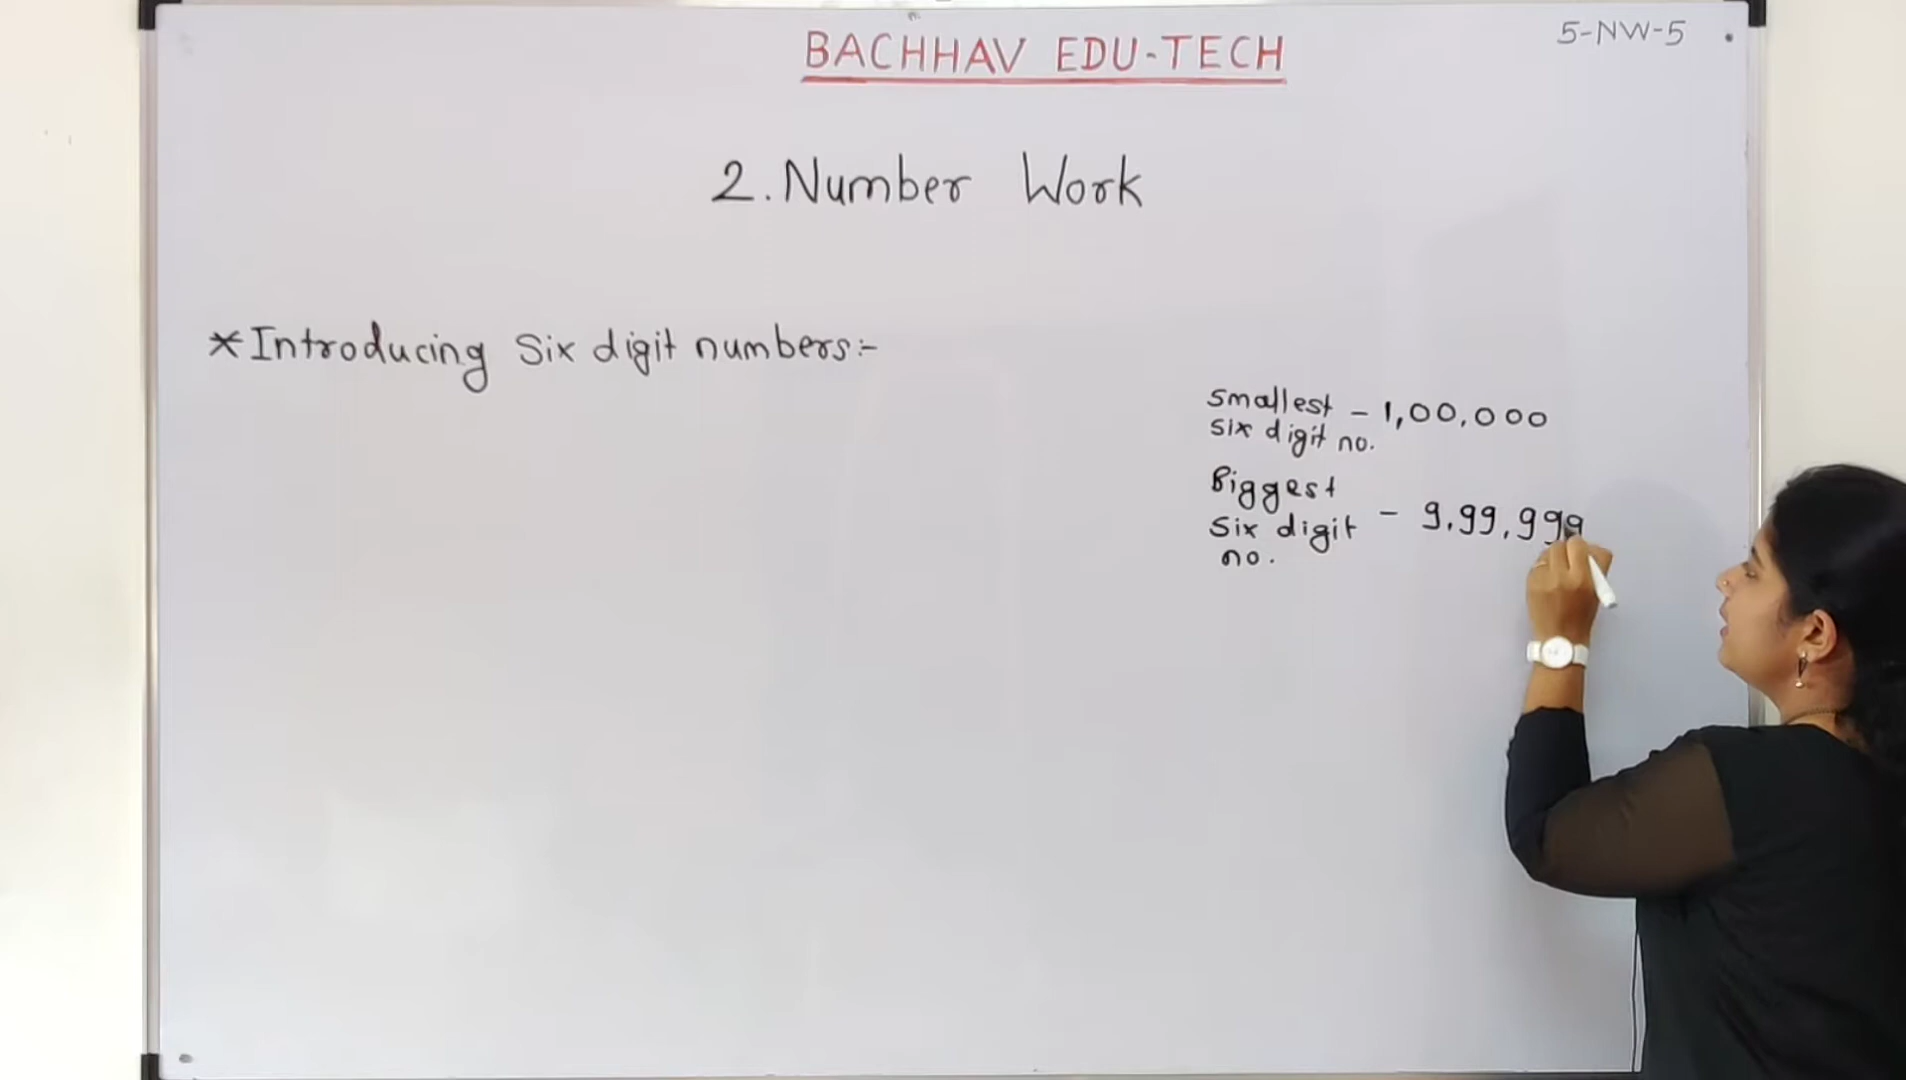 BACHHAV EDU-TECH
5-NW-5
2. Number Work
*Introducing Six digit numbers:-
Smallest - 1,00,000
six digit no.
Biggest
six digit - 9,99,999
no.